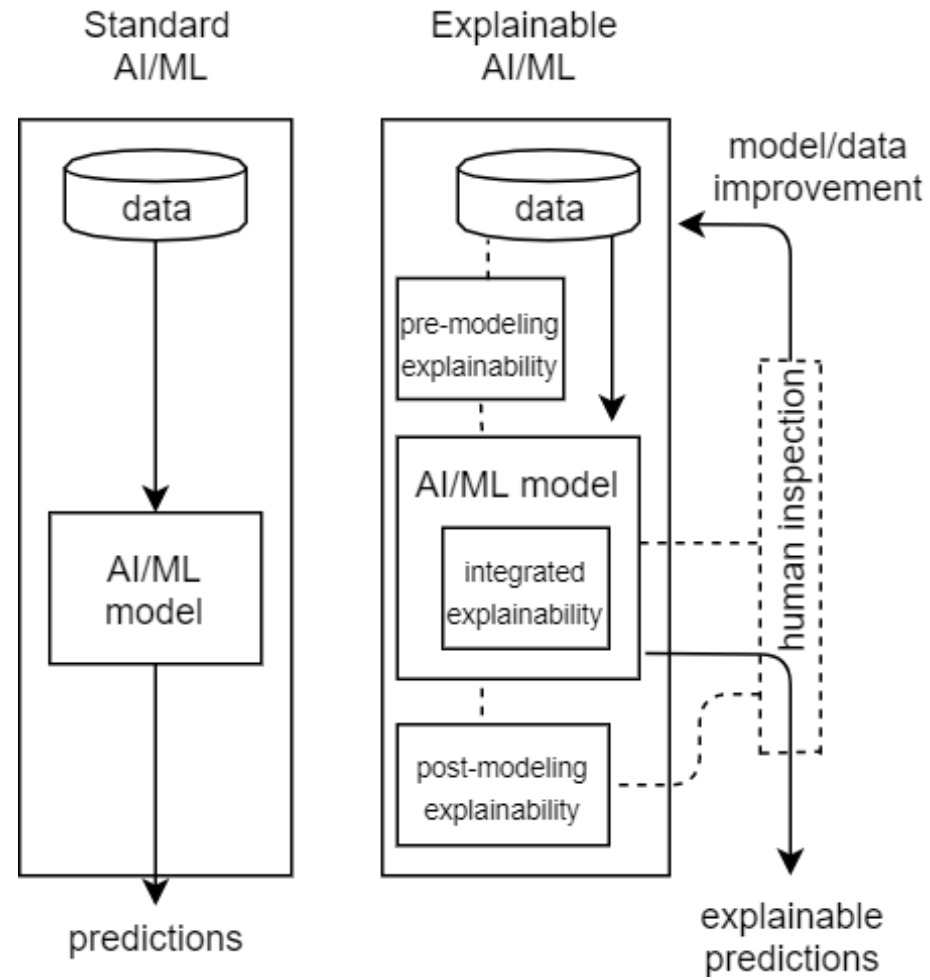 Standard
AI/ML
data
AI/ML
model
predictions
Explainable
AI/ML
data
pre-modeling
explainability
AI/ML model
integrated
explainability
post-modeling
explainability
model/data
improvement
human inspection
explainable
predictions